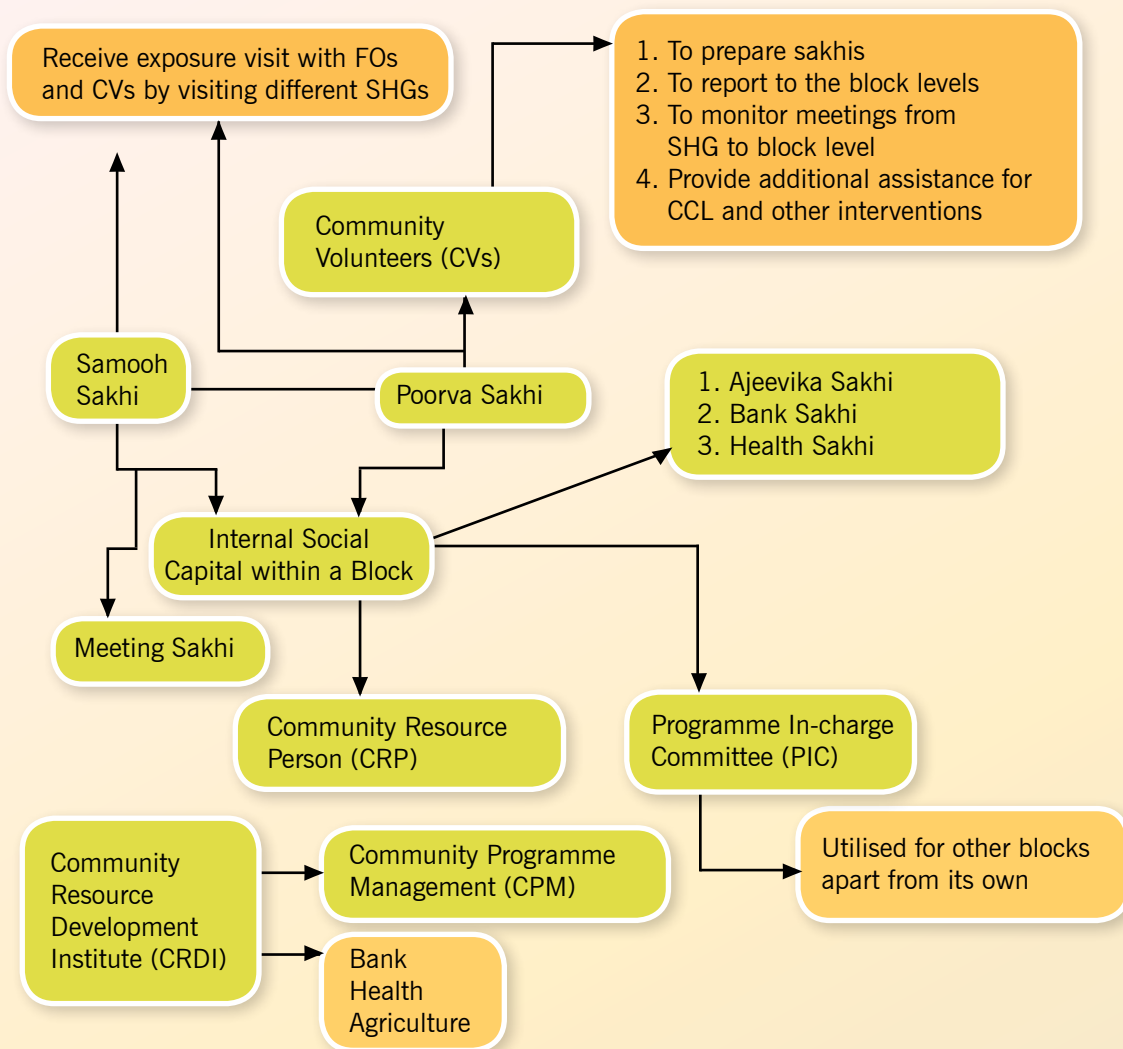 Receive exposure visit with FOs
and CVs by visiting different SHGs
1. To prepare sakhis
2. To report to the block levels
3. To monitor meetings from
SHG to block level
4. Provide additional assistance for
CCL and other interventions
Community
Volunteers (CVs)
Samooh
Sakhi
Poorva Sakhi
1. Ajeevika Sakhi
2. Bank Sakhi
3. Health Sakhi
Internal Social
Capital within a Block
Meeting Sakhi
Community Resource
Person (CRP)
Programme In-charge
Committee (PIC)
Community
Resource
Development
Institute (CRDI)
Community Programme
Management (CPM)
Utilised for other blocks
apart from its own
Bank
Health
Agriculture